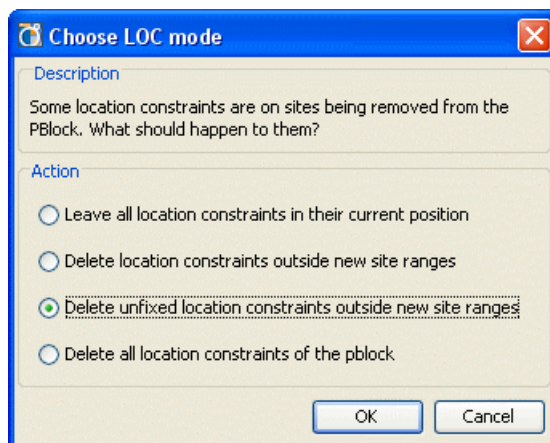 Choose LOC mode
Description
Some location constraints are on sites being removed from the
PBlock. What should happen to them?
Action
Leave all location constraints in their current position
Delete location constraints outside new site ranges
Delete unfixed location constraints outside new site ranges
Delete all location constraints of the pblock
OK Cancel